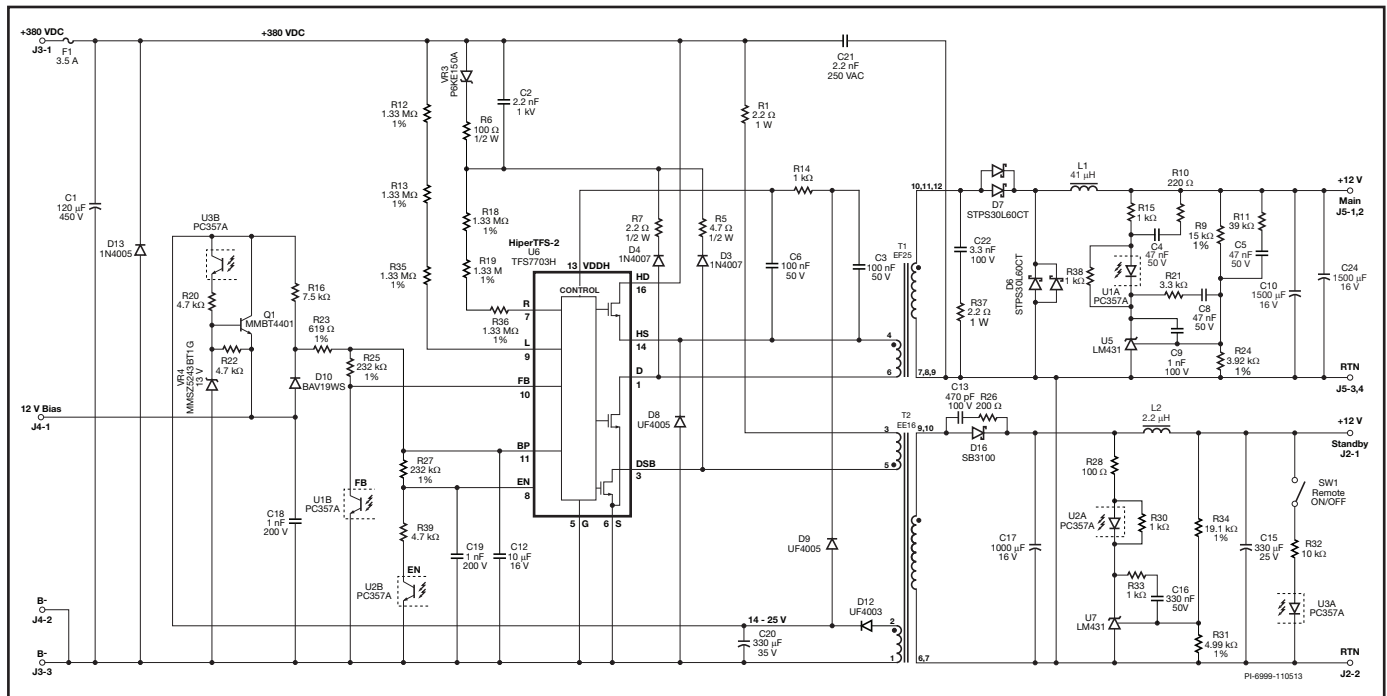 +380 VDC
J3-1
F1
3.5 A
+380 VDC
C21
2.2 nF
250 VAC
VR3
P6KE150A
C2
2.2 nF
1 kV
R12
1.33 MΩ
1%
R6
100 Ω
1/2 W
R1
2.2 Ω
1 W
C1
120 µF
450 V
D13
1N4005
U3B
PC357A
R13
1.33 MΩ
1%
R18
1.33 MΩ
1%
R7
2.2 Ω
1/2 W
D4
1N4007
R5
4.7 Ω
1/2 W
D3
1N4007
R14
1 kΩ
C6
100 nF
50 V
C3
100 nF
50 V
R20
4.7 kΩ
Q1
MMBT4401
R22
4.7 kΩ
VR4
MMSZ5243BT1G
13 V
R16
7.5 kΩ
R23
619 Ω
1%
D10
BAV19WS
R25
232 kΩ
1%
R35
1.33 MΩ
1%
R19
1.33 M
1%
R36
1.33 MΩ
1%
HiperTFS-2
U6
TFS7703H
13 VDDH
CONTROL
HD
16
R
7
HS
14
L
9
D
1
FB
10
BP
11
DSB
3
EN
8
5 G
6 S
D8
UF4005
12 V Bias
J4-1
C18
1 nF
200 V
U1B
PC357A
FB
R27
232 kΩ
1%
R39
4.7 kΩ
EN
U2B
PC357A
C19
1 nF
200 V
C12
10 µF
16 V
D9
UF4005
D12
UF4003
14 - 25 V
C20
330 µF
35 V
B-
J4-2
B-
J3-3
T1
EF25
4
6
10,11,12
7,8,9
C22
3.3 nF
100 V
R37
2.2 Ω
1 W
D7
STPS30L60CT
D6
STPS30L60CT
L1
41 µH
R15
1 kΩ
R10
220 Ω
C4
47 nF
50 V
R38
1 kΩ
U1A
PC357A
R21
3.3 kΩ
C8
47 nF
50 V
U5
LM431
C9
1 nF
100 V
R9
15 kΩ
1%
R11
39 kΩ
C5
47 nF
50 V
R24
3.92 kΩ
1%
C10
1500 µF
16 V
C24
1500 µF
16 V
+12 V
Main
J5-1,2
RTN
J5-3,4
T2
EE16
3
5
2
1
9,10
6,7
C13
470 pF
100 V
R26
200 Ω
D16
SB3100
L2
2.2 µH
C17
1000 µF
16 V
R28
100 Ω
U2A
PC357A
R30
1 kΩ
R33
1 kΩ
C16
330 nF
50V
U7
LM431
R34
19.1 kΩ
1%
R31
4.99 kΩ
1%
C15
330 µF
25 V
+12 V
Standby
J2-1
SW1
Remote
ON/OFF
R32
10 kΩ
U3A
PC357A
RTN
J2-2
PI-6999-110513